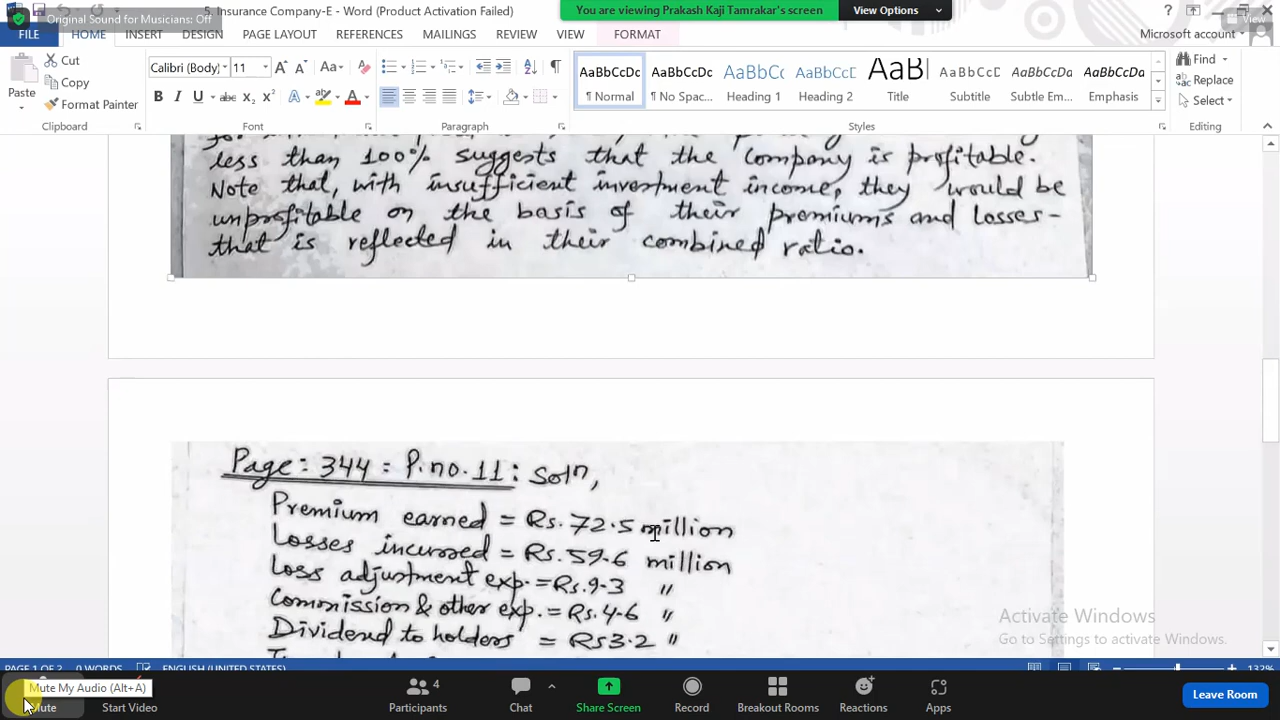 Original Sound for Musicians: Off
5. Insurance Company-E - Word (Product Activation Failed)
You are viewing Prakash Kaji Tamrakar's screen
View Options
View
FILE HOME INSERT DESIGN PAGE LAYOUT REFERENCES MAILINGS REVIEW VIEW FORMAT
Microsoft account
Paste
Cut
Copy
Format Painter
Clipboard
Calibri (Body) 11
Font
Paragraph
AaBbCcDc AaBbCcDc AaBbCc AaBbCcD AaB AaBbCcD AaBbCcDc AaBbCcDc
¶ Normal ¶ No Spac... Heading 1 Heading 2 Title Subtitle Subtle Em... Emphasis
Styles
Find
Replace
Select
Editing
less than 100% suggests that the company is profitable.
Note that, with insufficient investment income, they would be
unprofitable on the basis of their premiums and losses-
that is reflected in their combined ratio.
Page: 344 = P.no.11: Solⁿ,
Premium earned = Rs. 72.5 million
Losses incurred = Rs. 59.6 million
Loss adjustment exp. = Rs. 9.3 "
Commission & other exp. = Rs. 4.6 "
Dividend to holders = Rs 3.2 "
Activate Windows
Go to Settings to activate Windows.
PAGE 1 OF 2 0 WORDS ENGLISH (UNITED STATES)
132%
Mute My Audio (Alt+A)
Mute
Start Video
4
Participants
Chat
Share Screen
Record
Breakout Rooms
Reactions
Apps
Leave Room